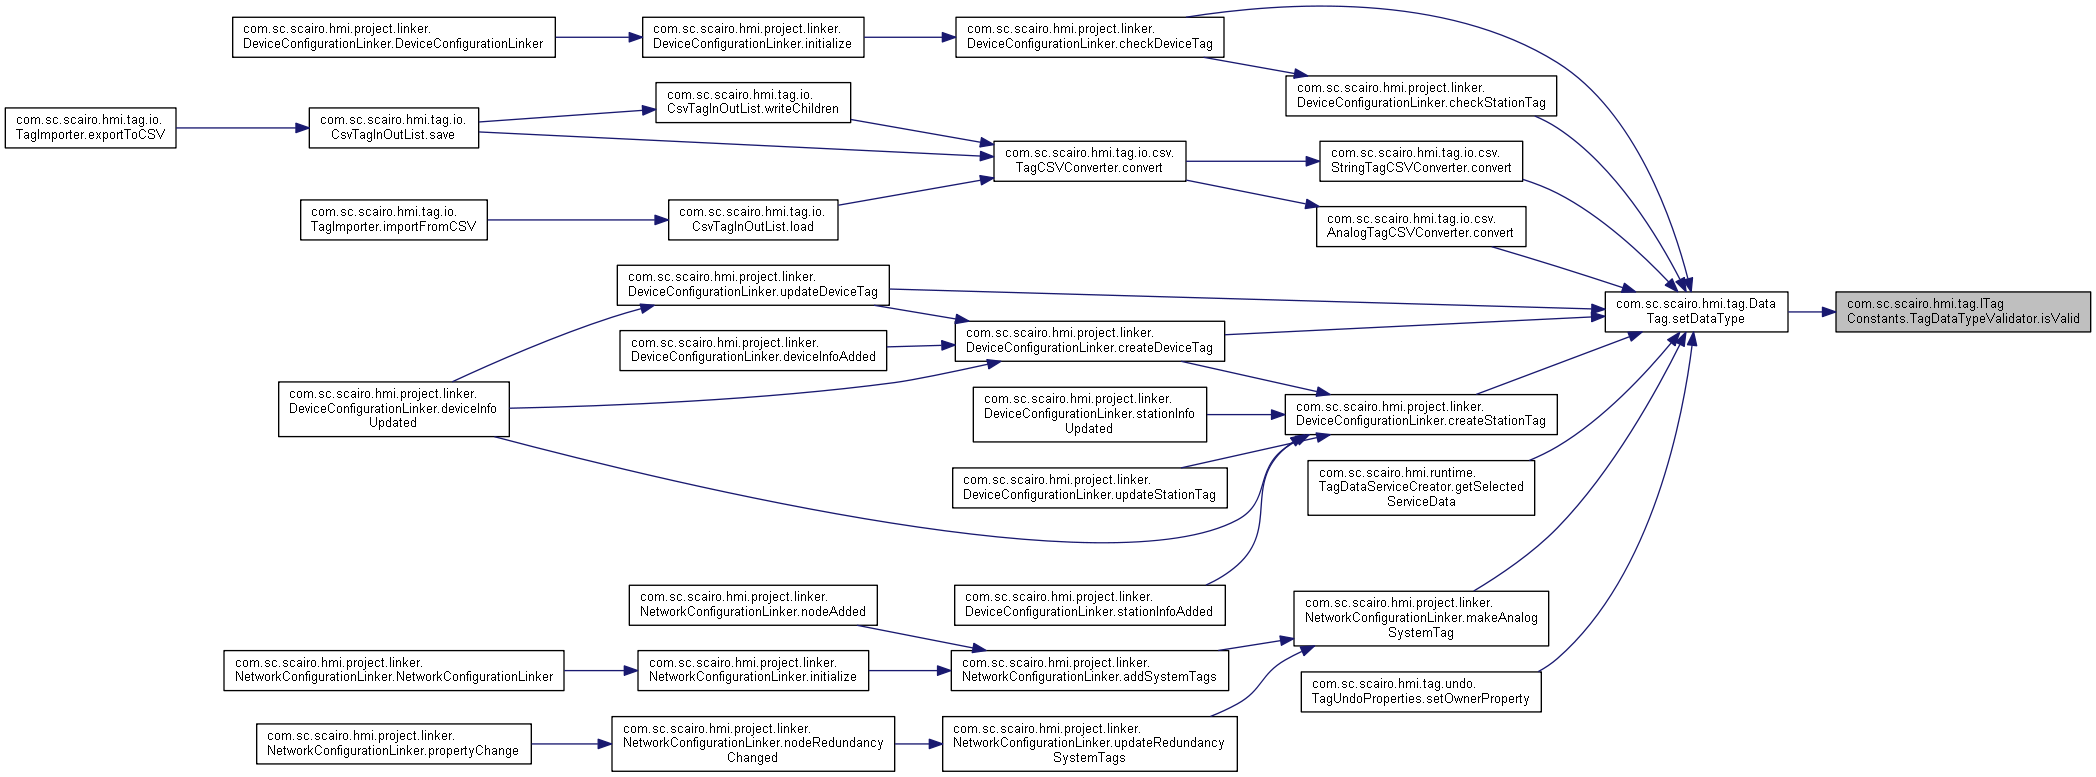 com.sc.scairo.hmi.project.linker.
DeviceConfigurationLinker.DeviceConfigurationLinker
com.sc.scairo.hmi.project.linker.
DeviceConfigurationLinker.initialize
com.sc.scairo.hmi.project.linker.
DeviceConfigurationLinker.checkDeviceTag
com.sc.scairo.hmi.project.linker.
DeviceConfigurationLinker.checkStationTag
com.sc.scairo.hmi.tag.io.
CsvTagInOutList.writeChildren
com.sc.scairo.hmi.tag.io.
TagImporter.exportToCSV
com.sc.scairo.hmi.tag.io.
CsvTagInOutList.save
com.sc.scairo.hmi.tag.io.csv.
TagCSVConverter.convert
com.sc.scairo.hmi.tag.io.csv.
StringTagCSVConverter.convert
com.sc.scairo.hmi.tag.io.
TagImporter.importFromCSV
com.sc.scairo.hmi.tag.io.
CsvTagInOutList.load
com.sc.scairo.hmi.tag.io.csv.
AnalogTagCSVConverter.convert
com.sc.scairo.hmi.project.linker.
DeviceConfigurationLinker.updateDeviceTag
com.sc.scairo.hmi.tag.Data
Tag.setDataType
com.sc.scairo.hmi.tag.ITag
Constants.TagDataTypeValidator.isValid
com.sc.scairo.hmi.project.linker.
DeviceConfigurationLinker.deviceInfoAdded
com.sc.scairo.hmi.project.linker.
DeviceConfigurationLinker.createDeviceTag
com.sc.scairo.hmi.project.linker.
DeviceConfigurationLinker.deviceInfo
Updated
com.sc.scairo.hmi.project.linker.
DeviceConfigurationLinker.stationInfo
Updated
com.sc.scairo.hmi.project.linker.
DeviceConfigurationLinker.createStationTag
com.sc.scairo.hmi.project.linker.
DeviceConfigurationLinker.updateStationTag
com.sc.scairo.hmi.runtime.
TagDataServiceCreator.getSelected
ServiceData
com.sc.scairo.hmi.project.linker.
NetworkConfigurationLinker.nodeAdded
com.sc.scairo.hmi.project.linker.
DeviceConfigurationLinker.stationInfoAdded
com.sc.scairo.hmi.project.linker.
NetworkConfigurationLinker.makeAnalog
SystemTag
com.sc.scairo.hmi.project.linker.
NetworkConfigurationLinker.NetworkConfigurationLinker
com.sc.scairo.hmi.project.linker.
NetworkConfigurationLinker.initialize
com.sc.scairo.hmi.project.linker.
NetworkConfigurationLinker.addSystemTags
com.sc.scairo.hmi.tag.undo.
TagUndoProperties.setOwnerProperty
com.sc.scairo.hmi.project.linker.
NetworkConfigurationLinker.propertyChange
com.sc.scairo.hmi.project.linker.
NetworkConfigurationLinker.nodeRedundancy
Changed
com.sc.scairo.hmi.project.linker.
NetworkConfigurationLinker.updateRedundancy
SystemTags